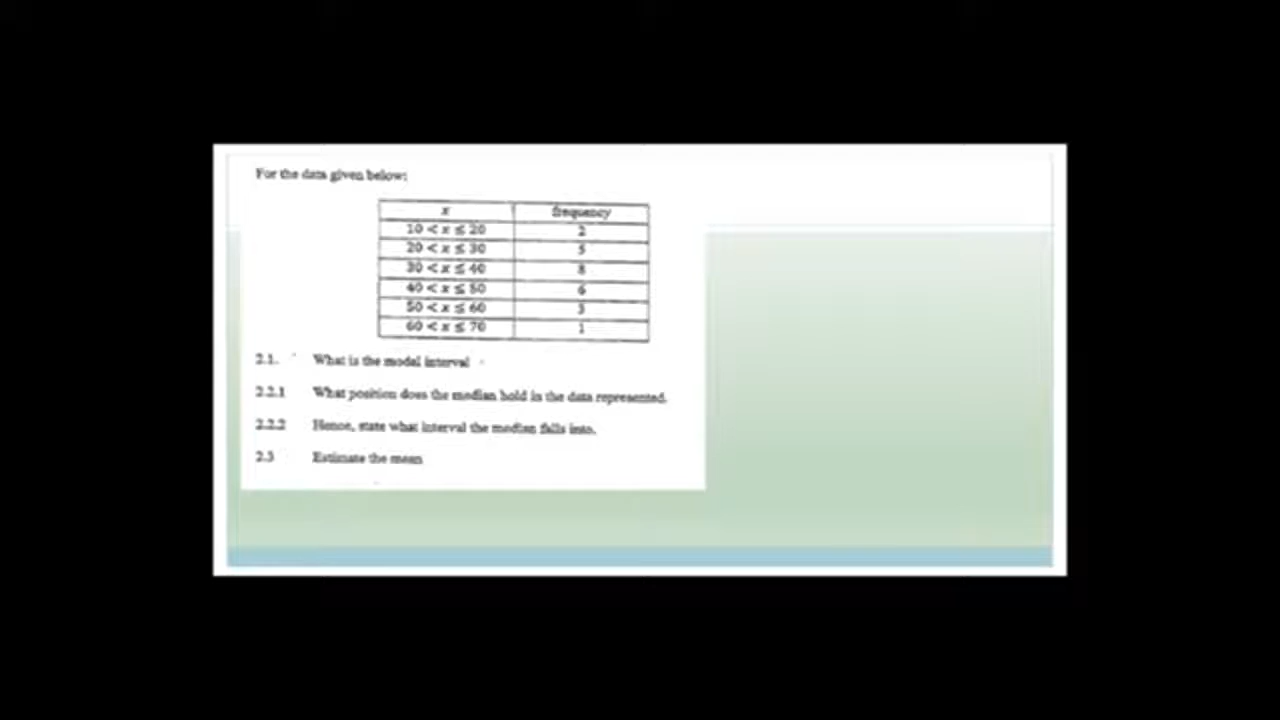 For the data given below:
x frequency
10 < x ≤ 20 2
20 < x ≤ 30 5
30 < x ≤ 40 8
40 < x ≤ 50 6
50 < x ≤ 60 3
60 < x ≤ 70 1
2.1. What is the modal interval
2.2.1 What position does the median hold in the data represented.
2.2.2 Hence, state what interval the median falls into.
2.3 Estimate the mean